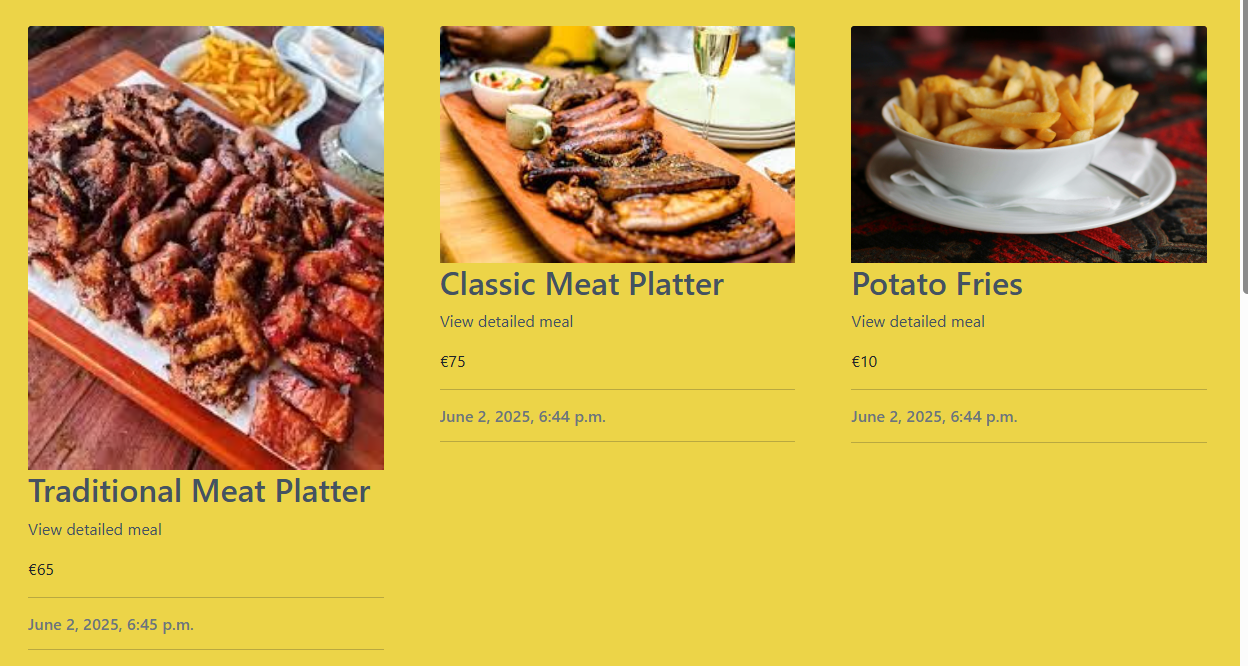 Traditional Meat Platter
View detailed meal
€65
June 2, 2025, 6:45 p.m.
Classic Meat Platter
View detailed meal
€75
June 2, 2025, 6:44 p.m.
Potato Fries
View detailed meal
€10
June 2, 2025, 6:44 p.m.